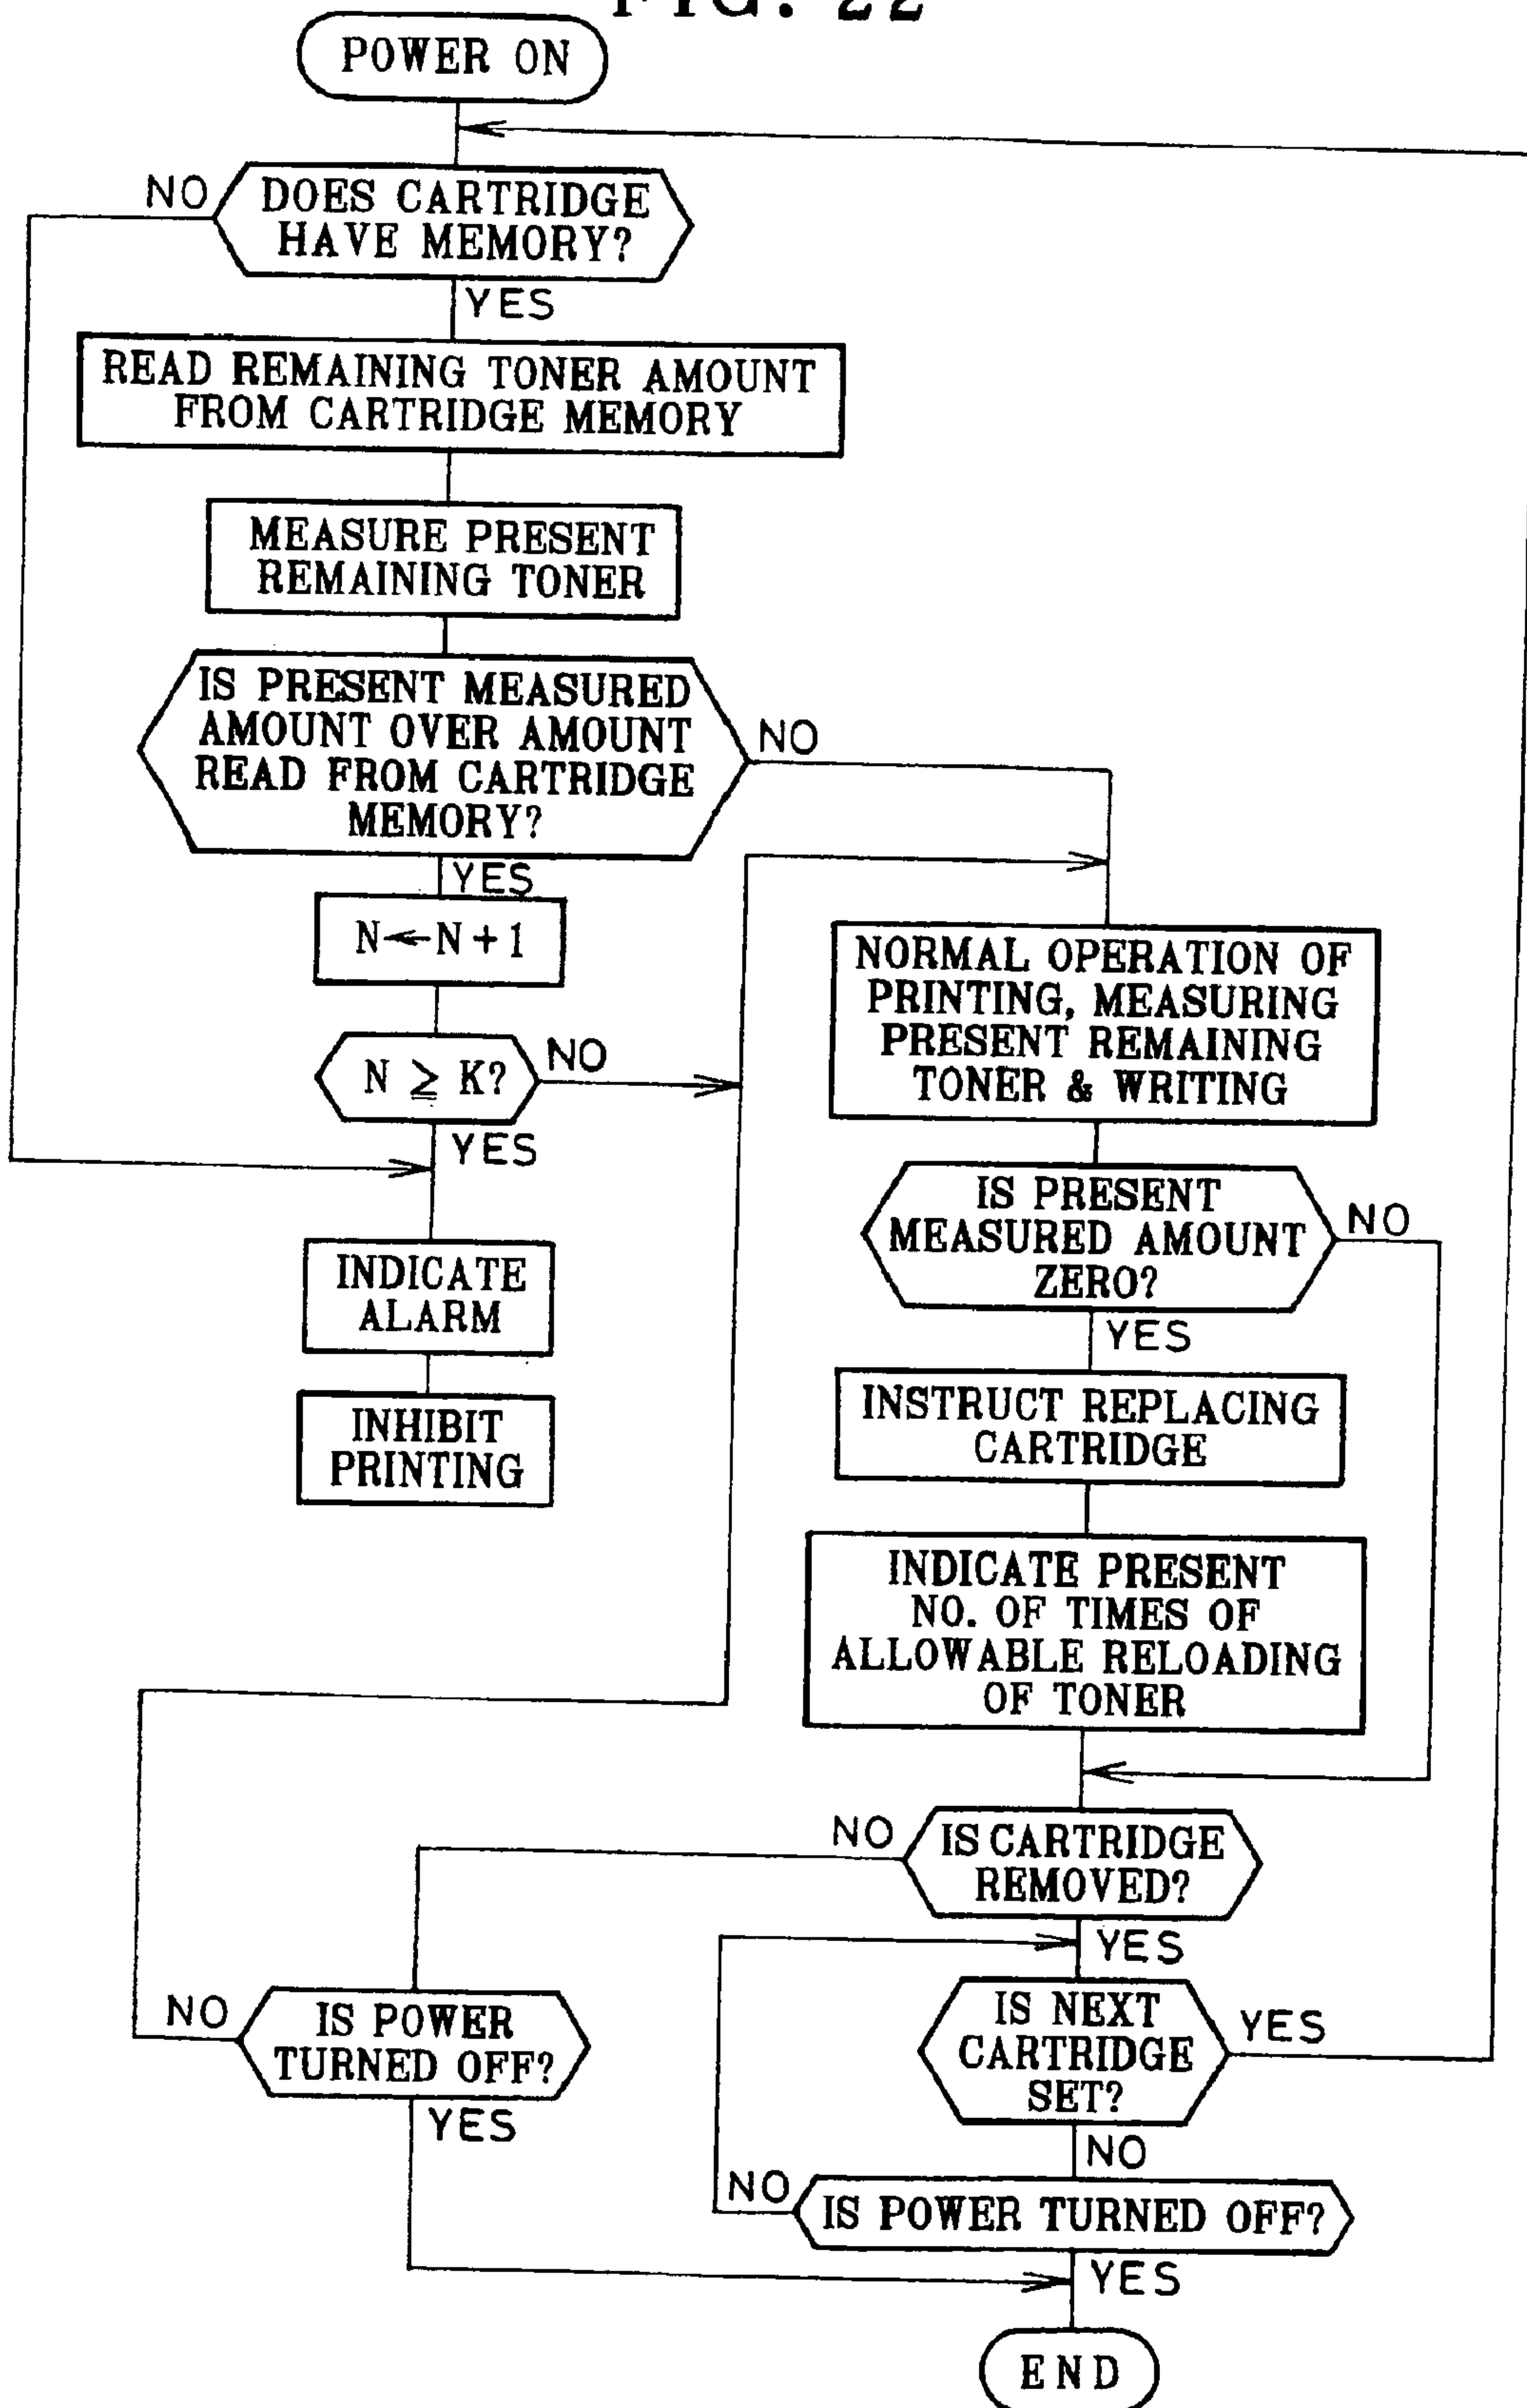 FIG. 22
POWER ON
NO
DOES CARTRIDGE
HAVE MEMORY?
YES
READ REMAINING TONER AMOUNT
FROM CARTRIDGE MEMORY
MEASURE PRESENT
REMAINING TONER
IS PRESENT MEASURED
AMOUNT OVER AMOUNT
READ FROM CARTRIDGE
MEMORY?
NO
YES
N←N+1
N ≧ K?
NO
YES
INDICATE
ALARM
INHIBIT
PRINTING
NORMAL OPERATION OF
PRINTING, MEASURING
PRESENT REMAINING
TONER & WRITING
IS PRESENT
MEASURED AMOUNT
ZERO?
NO
YES
INSTRUCT REPLACING
CARTRIDGE
INDICATE PRESENT
NO. OF TIMES OF
ALLOWABLE RELOADING
OF TONER
NO
IS CARTRIDGE
REMOVED?
YES
NO
IS POWER
TURNED OFF?
YES
IS NEXT
CARTRIDGE
SET?
YES
NO
NO
IS POWER TURNED OFF?
YES
END